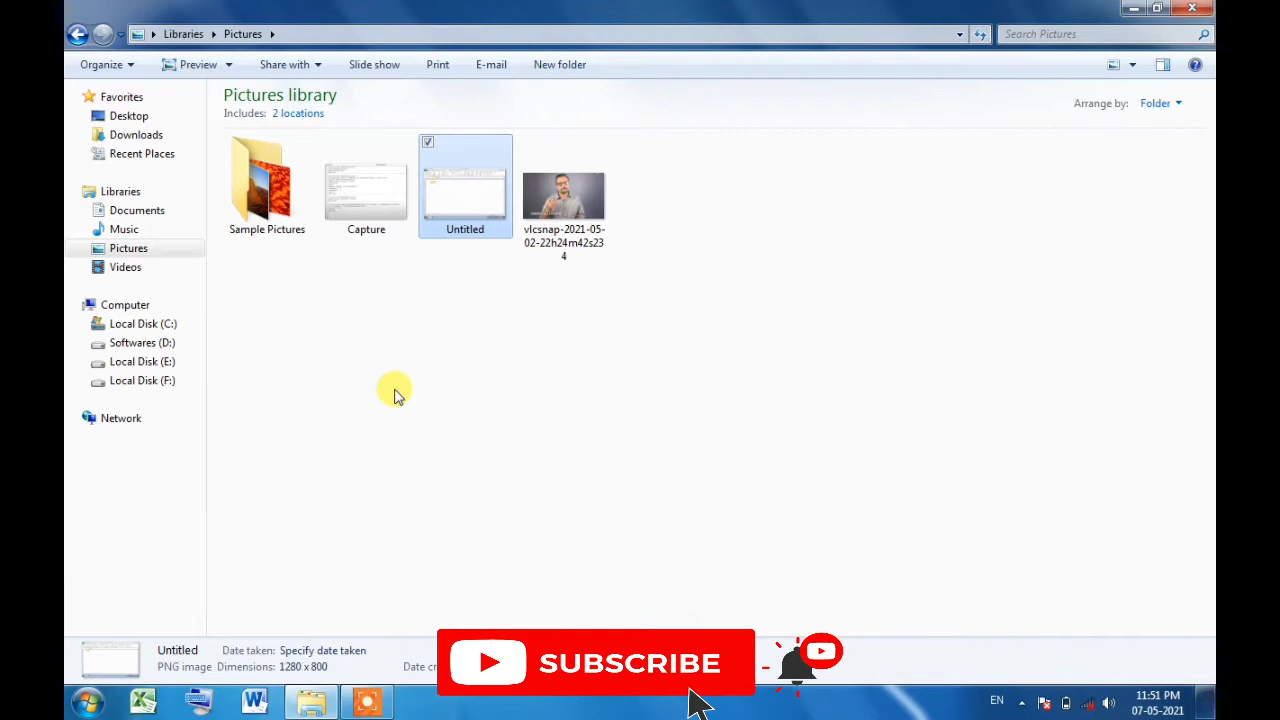 Libraries
Pictures
Search Pictures
Organize
Preview
Share with
Slide show
Print
E-mail
New folder
Favorites
Desktop
Downloads
Recent Places
Libraries
Documents
Music
Pictures
Videos
Computer
Local Disk (C:)
Softwares (D:)
Local Disk (E:)
Local Disk (F:)
Network
Pictures library
Includes: 2 locations
Arrange by: Folder
Sample Pictures
Capture
Untitled
vlcsnap-2021-05-
02-22h24m42s23
4
Untitled
Date taken: Specify date taken
PNG image
Dimensions: 1280 x 800
Date c
SUBSCRIBE
EN
11:51 PM
07-05-2021